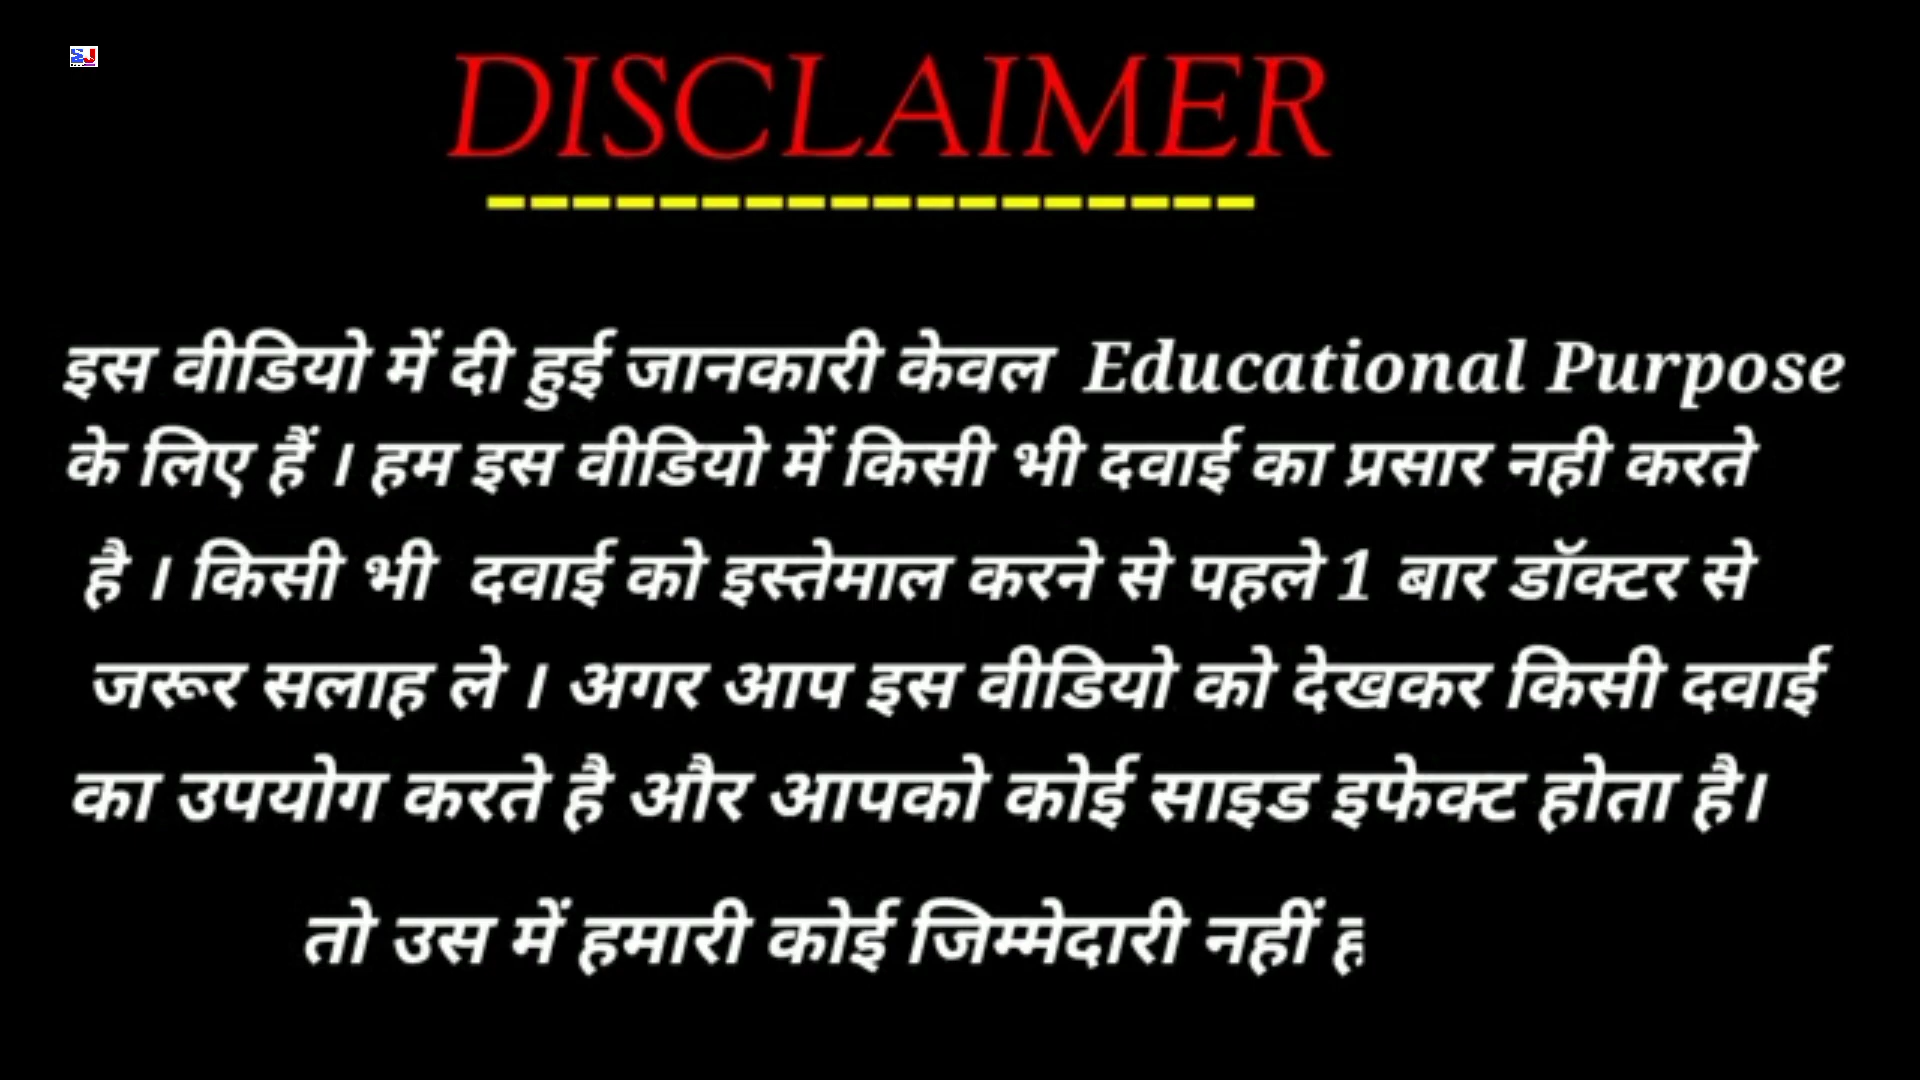 SJ
DISCLAIMER
------------------
इस वीडियो में दी हुई जानकारी केवल Educational Purpose
के लिए हैं । हम इस वीडियो में किसी भी दवाई का प्रसार नही करते
है । किसी भी दवाई को इस्तेमाल करने से पहले 1 बार डॉक्टर से
जरूर सलाह ले । अगर आप इस वीडियो को देखकर किसी दवाई
का उपयोग करते है और आपको कोई साइड इफेक्ट होता है।
तो उस में हमारी कोई जिम्मेदारी नहीं